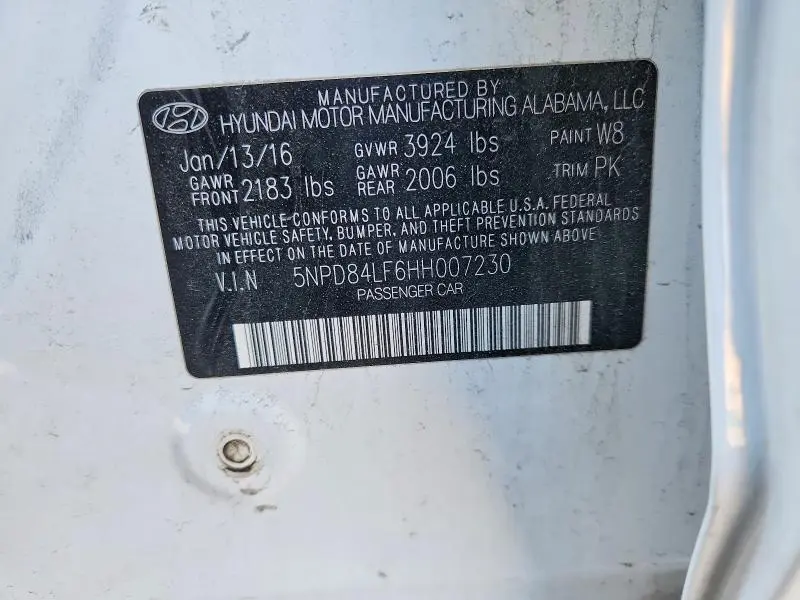 MANUFACTURED BY
HYUNDAI MOTOR MANUFACTURING ALABAMA, LLC
Jan/13/16 GVWR 3924 lbs PAINT W8
GAWR FRONT 2183 lbs GAWR REAR 2006 lbs TRIM PK
THIS VEHICLE CONFORMS TO ALL APPLICABLE U.S.A. FEDERAL
MOTOR VEHICLE SAFETY, BUMPER, AND THEFT PREVENTION STANDARDS
IN EFFECT ON THE DATE OF MANUFACTURE SHOWN ABOVE
V.I.N 5NPD84LF6HH007230
PASSENGER CAR